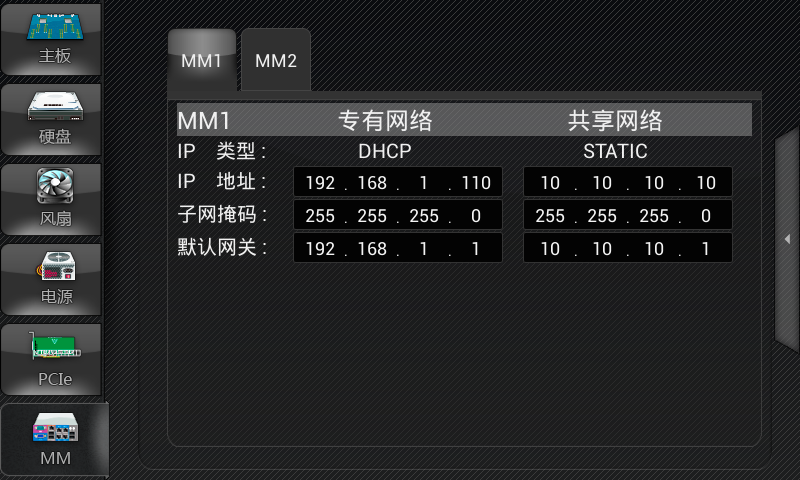 主板
硬盘
风扇
电源
PCIe
MM
MM1 MM2
MM1 专有网络 共享网络
IP 类型: DHCP STATIC
IP 地址: 192 . 168 . 1 . 110 10 . 10 . 10 . 10
子网掩码: 255 . 255 . 255 . 0 255 . 255 . 255 . 0
默认网关: 192 . 168 . 1 . 1 10 . 10 . 10 . 1